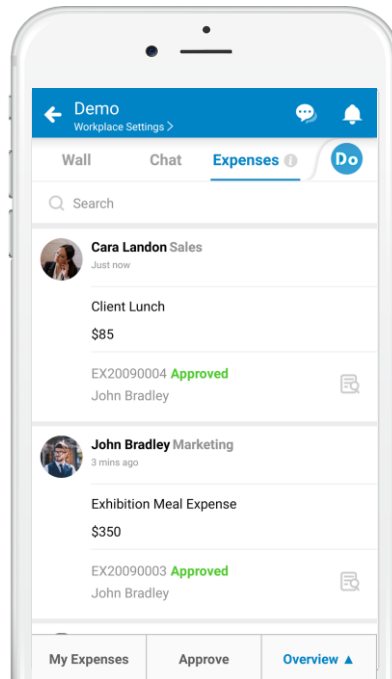 Demo
Workplace Settings >
Wall Chat Expenses i Do
Search
Cara Landon Sales
Just now
Client Lunch
$85
EX20090004 Approved
John Bradley
John Bradley Marketing
3 mins ago
Exhibition Meal Expense
$350
EX20090003 Approved
John Bradley
My Expenses Approve Overview ▲